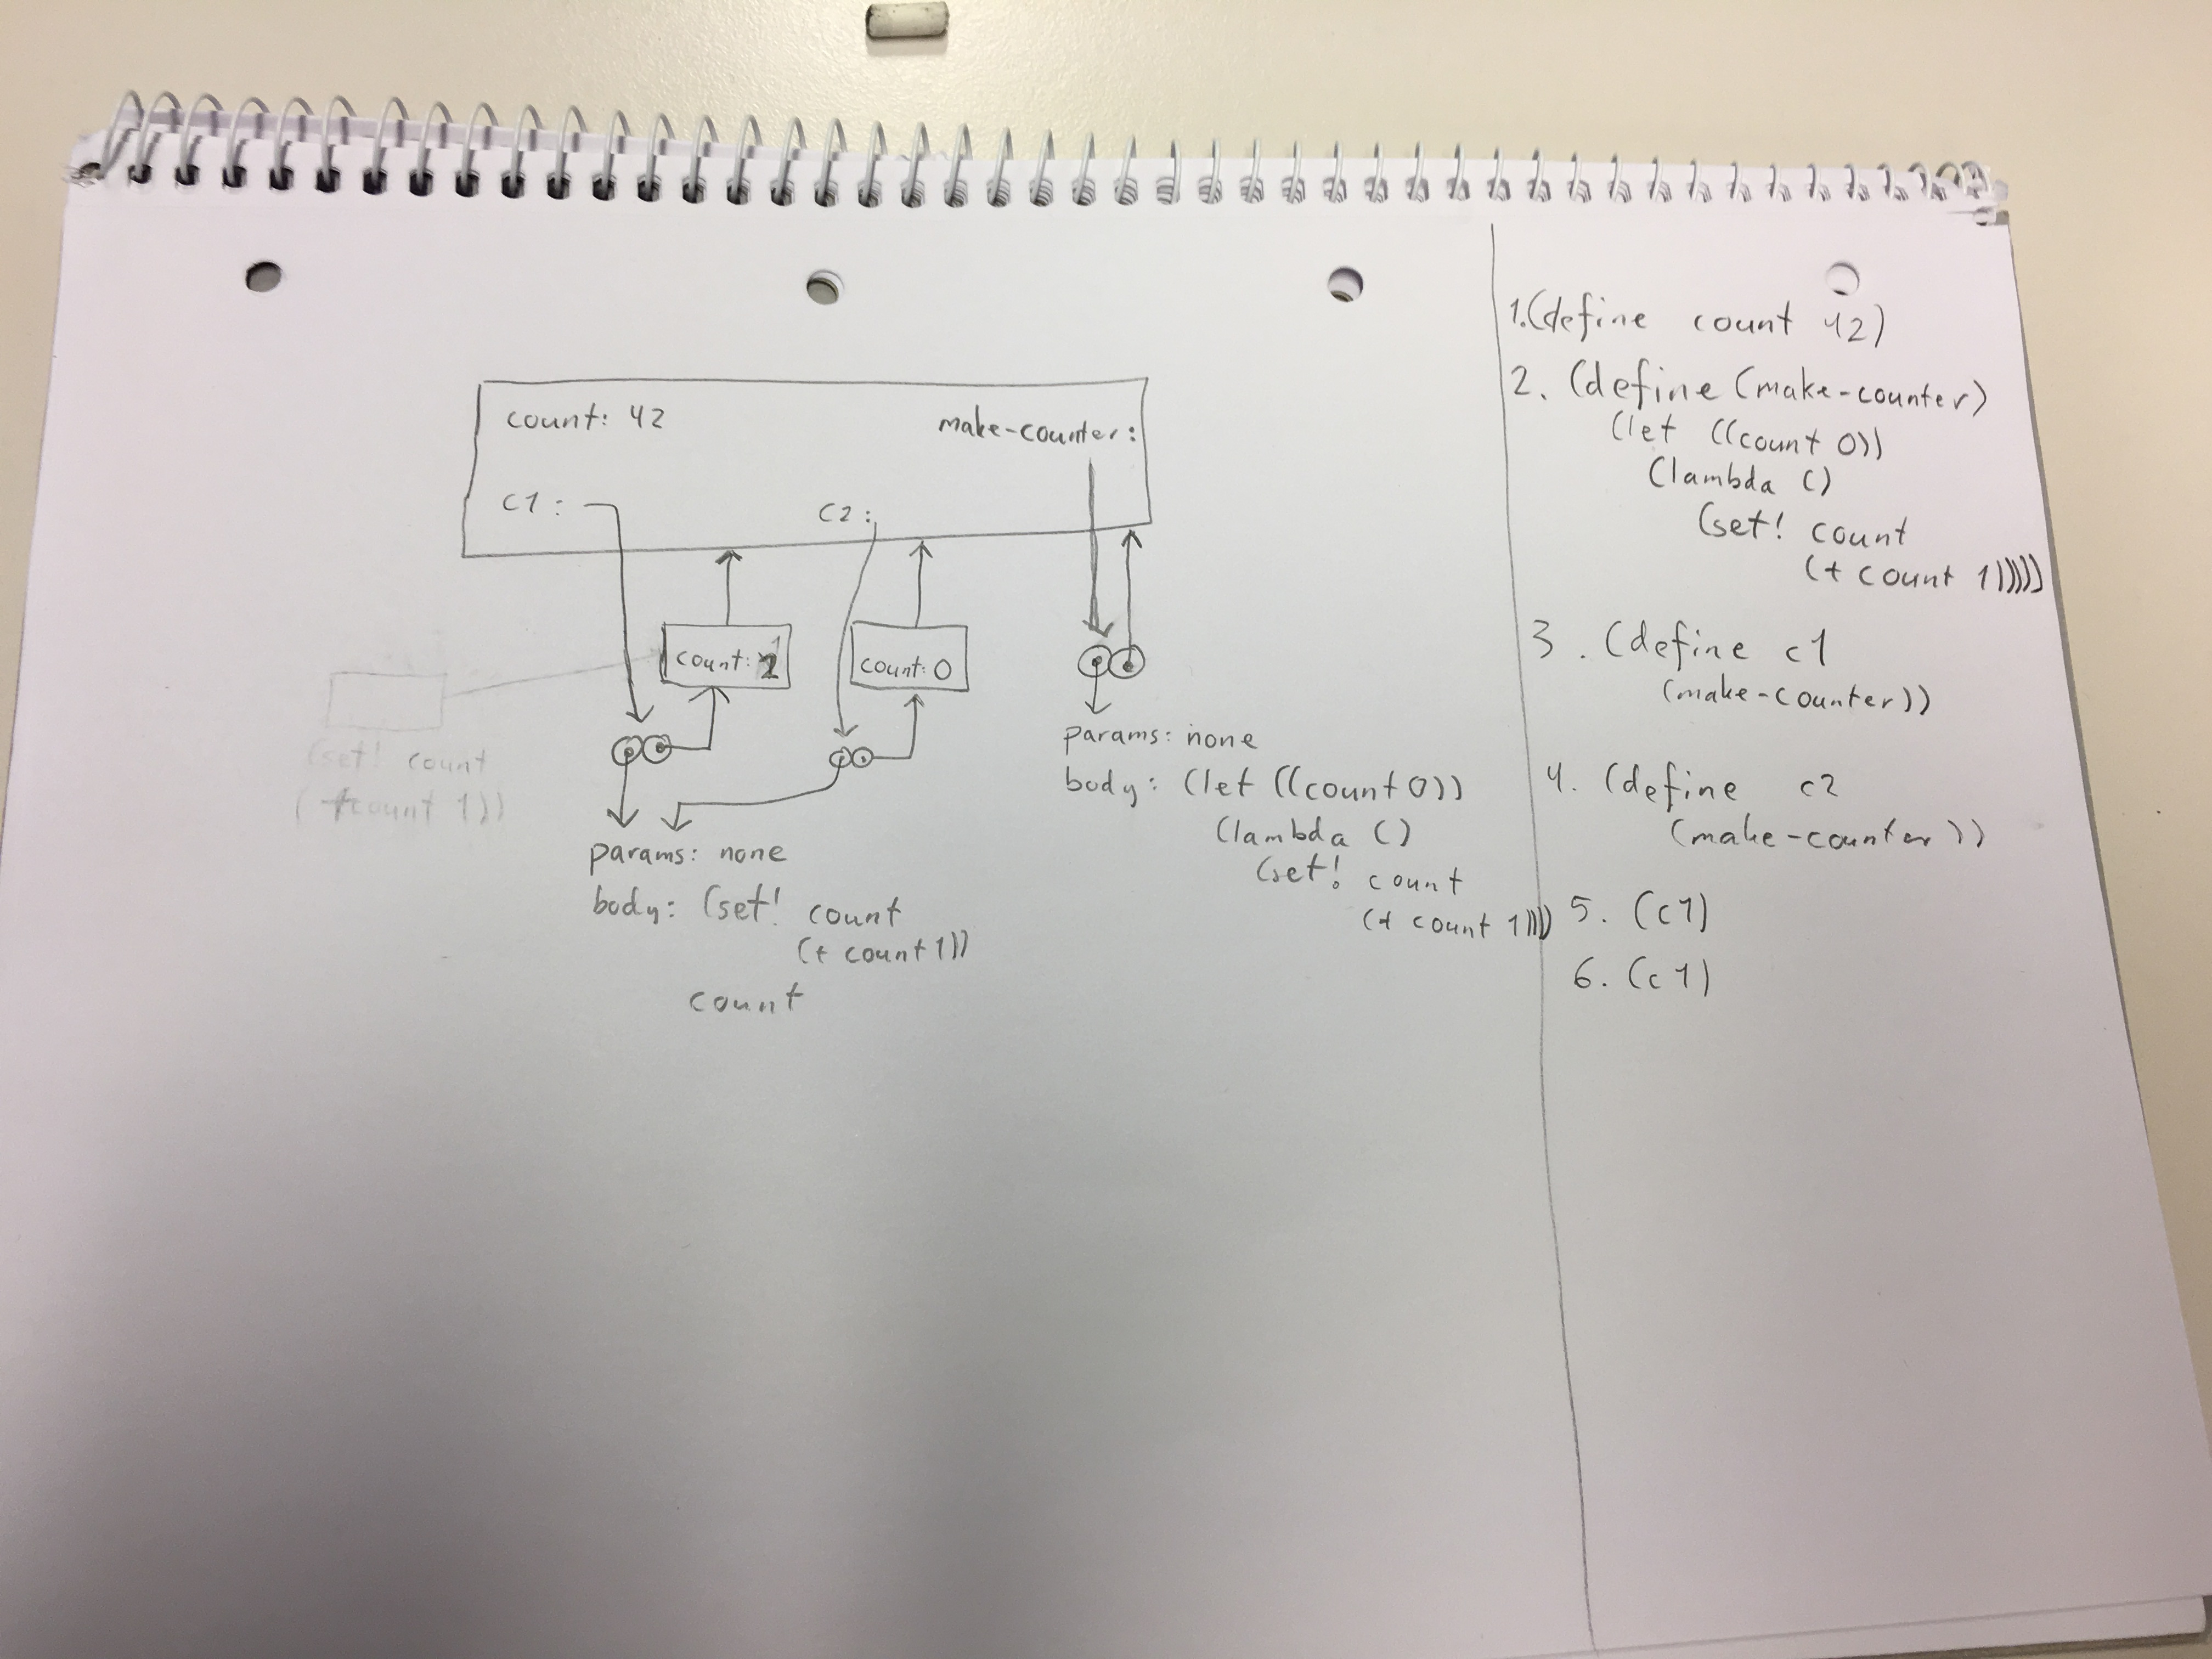 count: 42 make-counter:
c1: c2:
count: 2 count: 0
(set! count
(+ count 1))
params: none
body: (set! count
(+ count 1))
count
params: none
body: (let ((count 0))
(lambda ()
(set! count
(+ count 1))))
1.(define count 42)
2. (define (make-counter)
(let ((count 0))
(lambda ()
(set! count
(+ count 1)))))
3. (define c1
(make-counter))
4. (define c2
(make-counter))
5. (c1)
6. (c1)